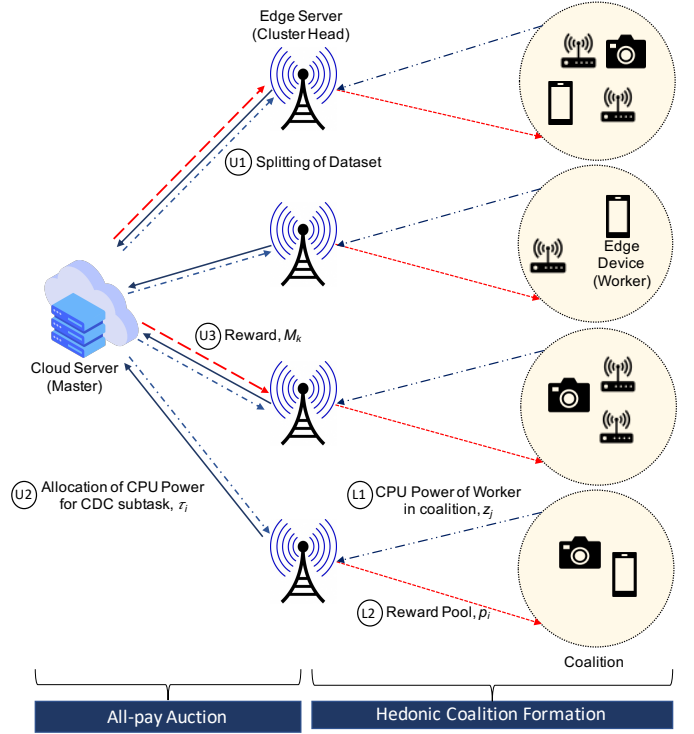 Edge Server
(Cluster Head)
U1 Splitting of Dataset
Edge
Device
(Worker)
U3 Reward, Mₖ
Cloud Server
(Master)
U2 Allocation of CPU Power
for CDC subtask, τᵢ
L1 CPU Power of Worker
in coalition, zⱼ
L2 Reward Pool, pᵢ
Coalition
All-pay Auction
Hedonic Coalition Formation